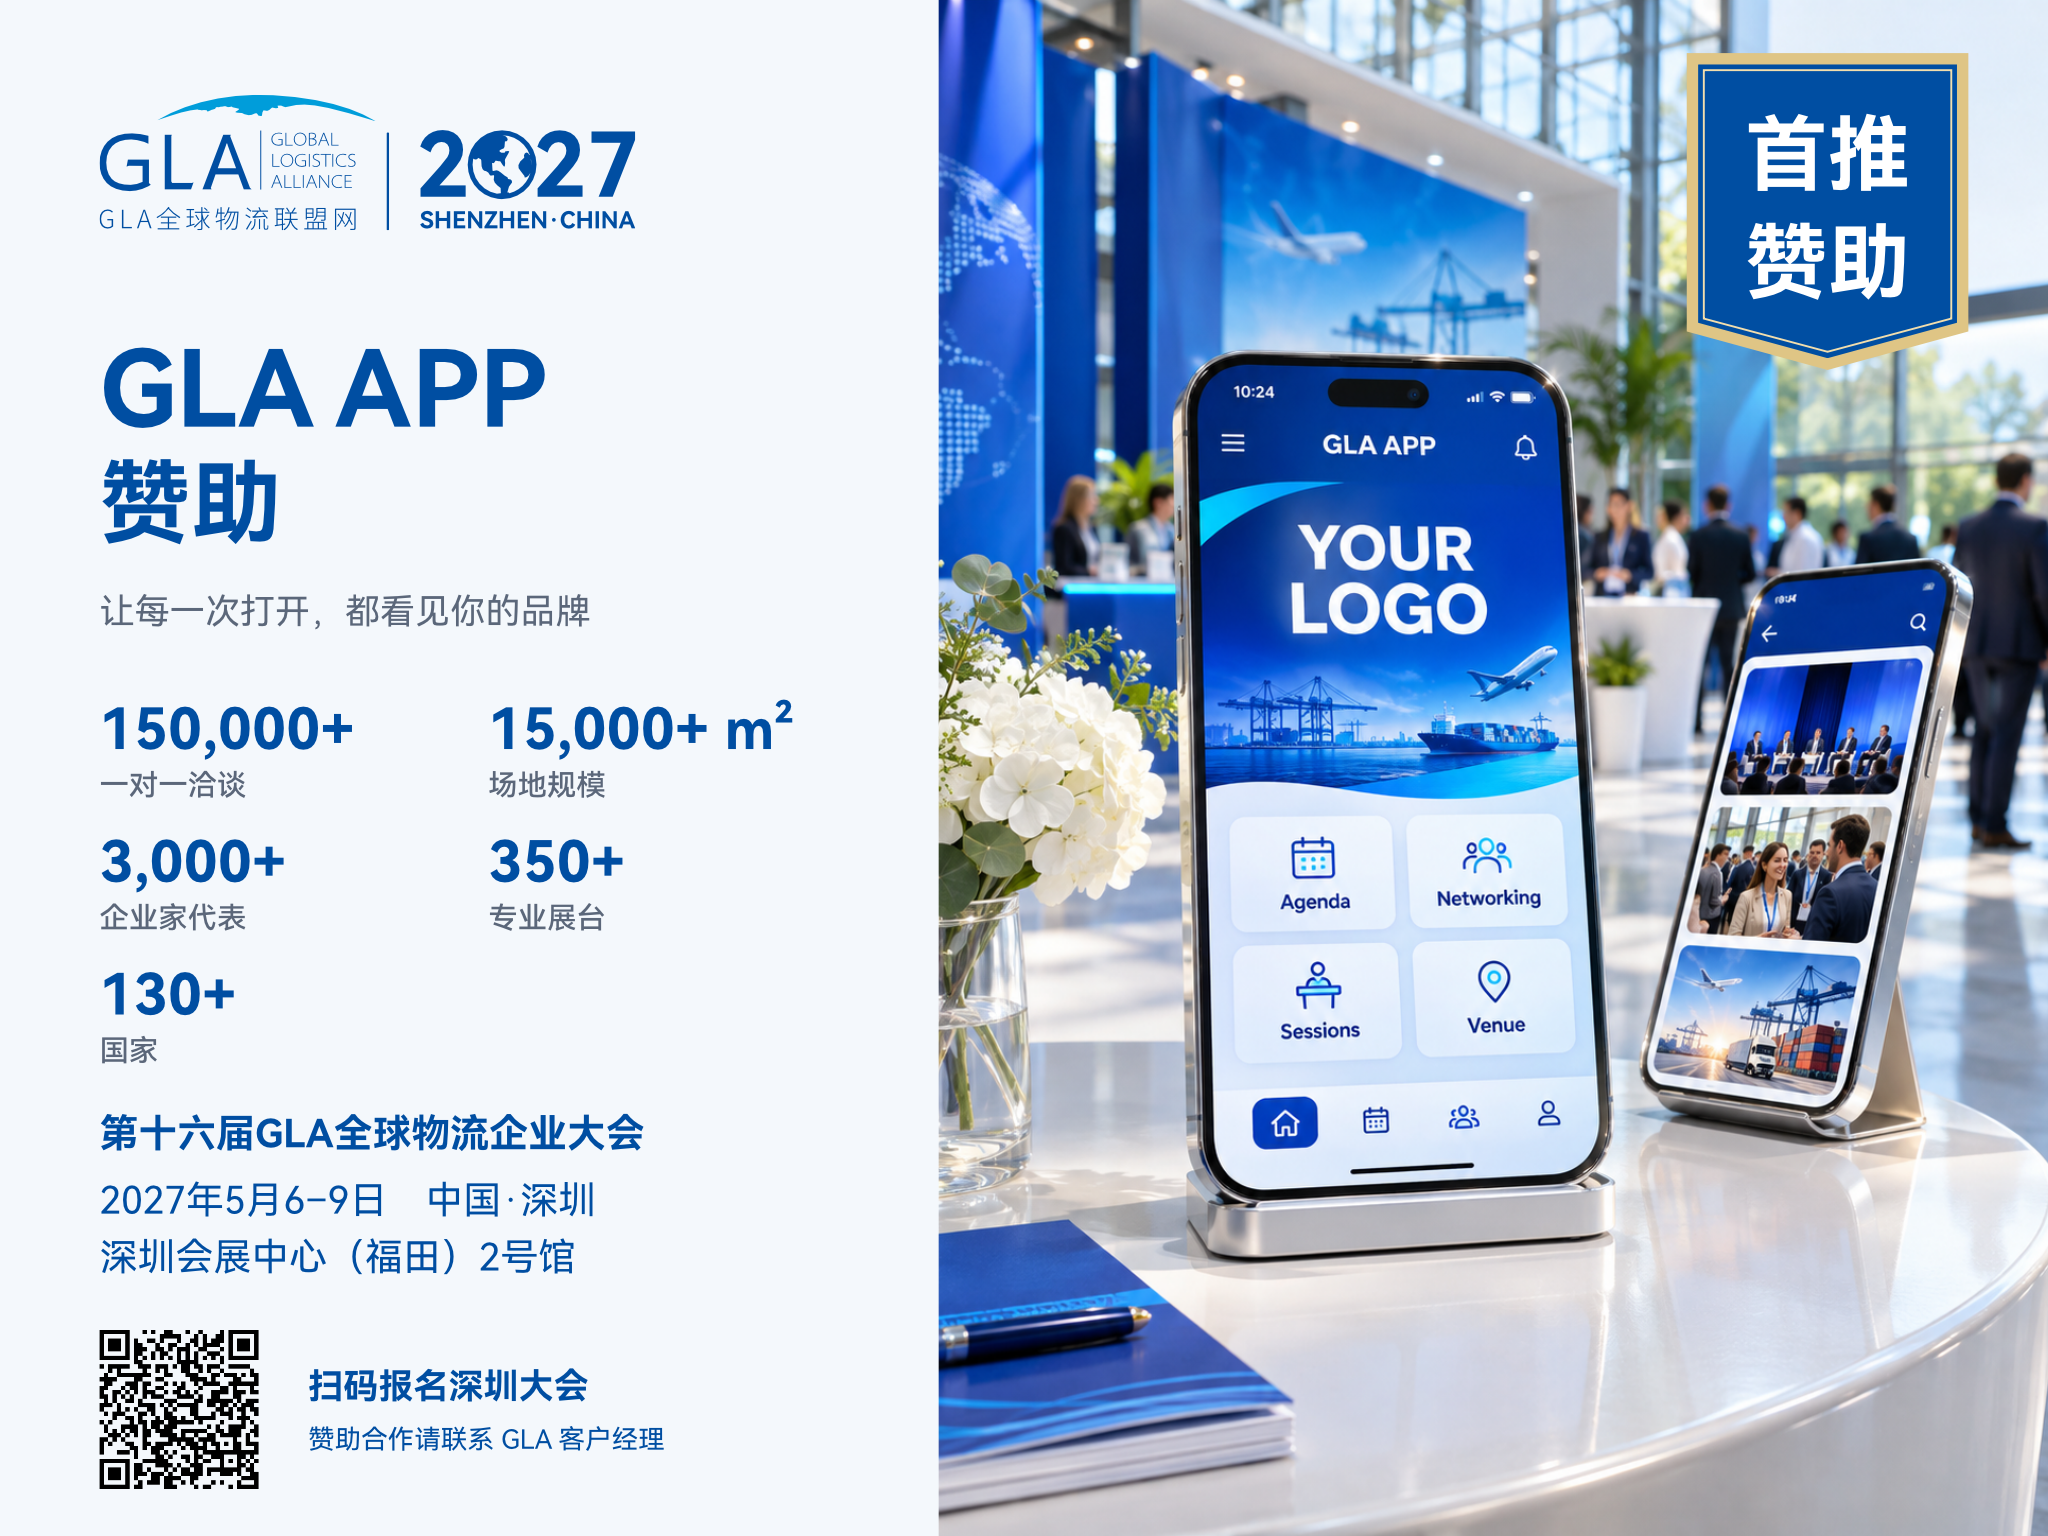 GLA
GLOBAL
LOGISTICS
ALLIANCE
GLA全球物流联盟网
2027
SHENZHEN·CHINA
首推
赞助
GLA APP
赞助
让每一次打开，都看见你的品牌
150,000+
一对一洽谈
15,000+ m²
场地规模
3,000+
企业家代表
350+
专业展台
130+
国家
第十六届GLA全球物流企业大会
2027年5月6–9日 中国·深圳
深圳会展中心（福田）2号馆
扫码报名深圳大会
赞助合作请联系 GLA 客户经理
10:24
GLA APP
YOUR
LOGO
Agenda
Networking
Sessions
Venue